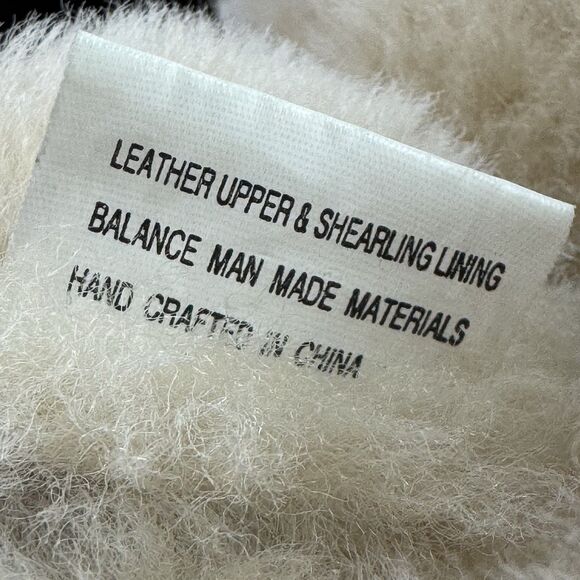 LEATHER UPPER & SHEARLING LINING
BALANCE MAN MADE MATERIALS
HAND CRAFTED IN CHINA